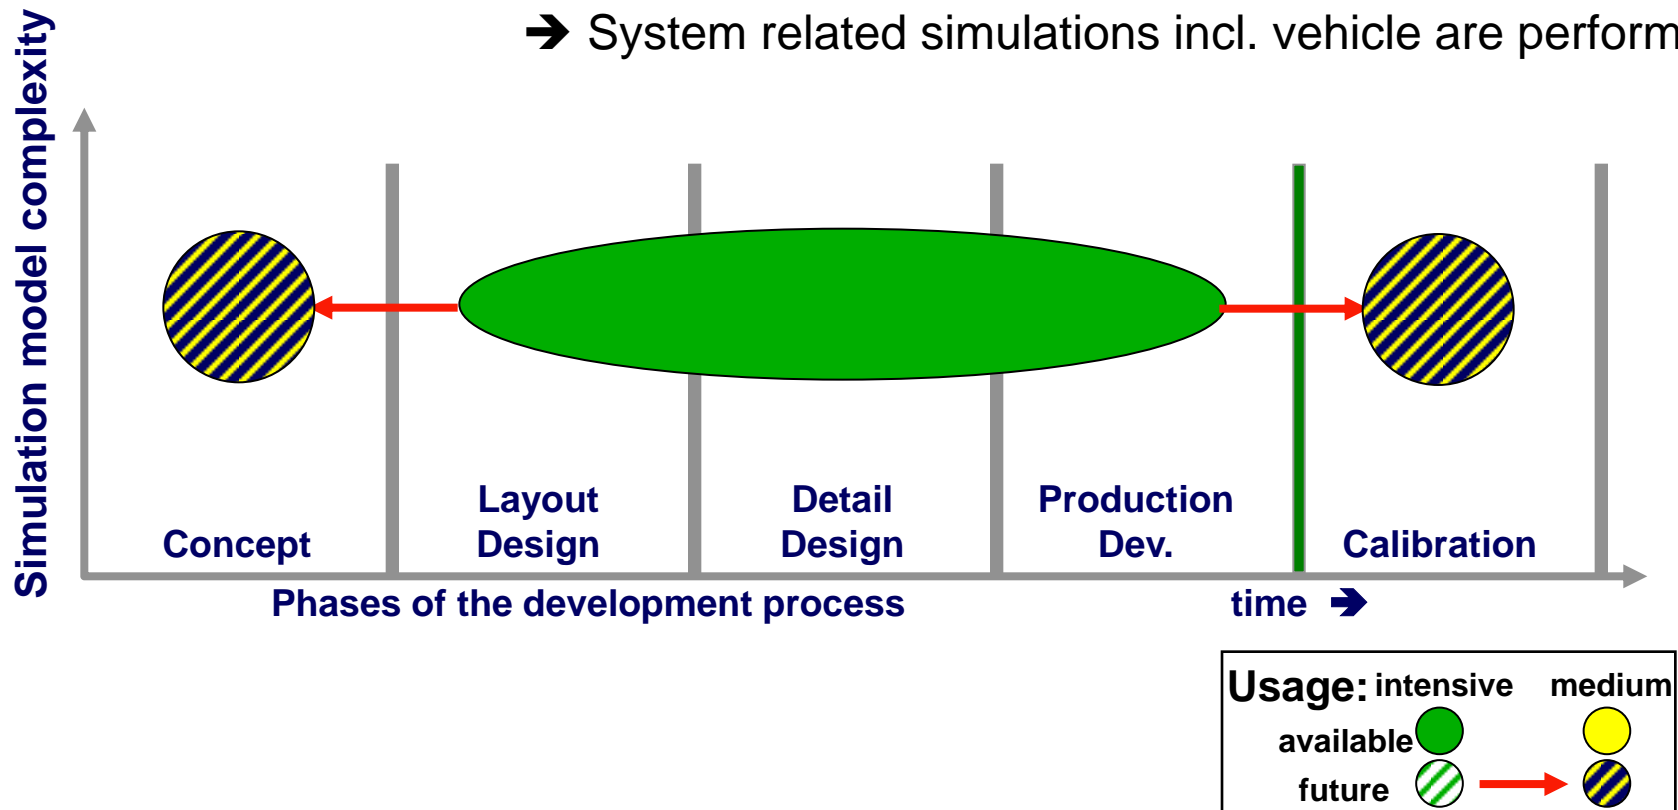 ➔ System related simulations incl. vehicle are perform
Simulation model complexity
Concept
Layout
Design
Detail
Design
Production
Dev.
Calibration
Phases of the development process
time ➔
Usage: intensive medium
available
future